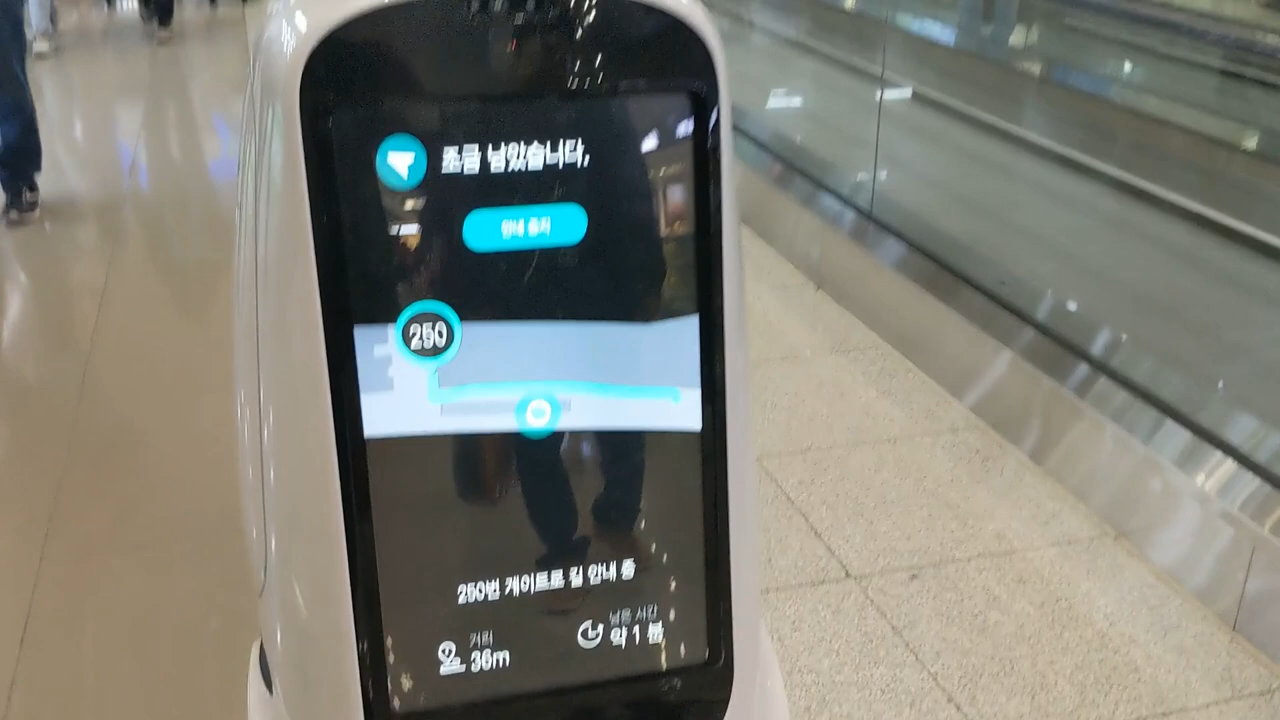 조금 남았습니다,
안내 중지
250
250번 게이트로 길 안내 중
거리
36m
남은 시간
약 1 분